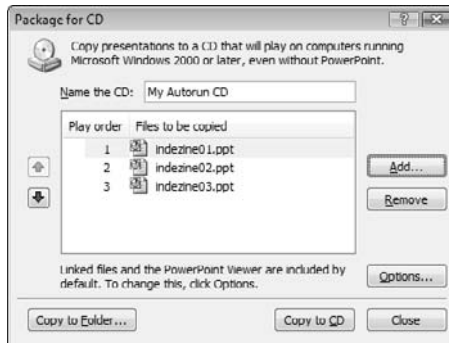 Package for CD
Copy presentations to a CD that will play on computers running
Microsoft Windows 2000 or later, even without PowerPoint.
Name the CD: My Autorun CD
Play order Files to be copied
1 indezine01.ppt
2 indezine02.ppt
3 indezine03.ppt
Add...
Remove
Linked files and the PowerPoint Viewer are included by
default. To change this, click Options.
Options...
Copy to Folder... Copy to CD Close